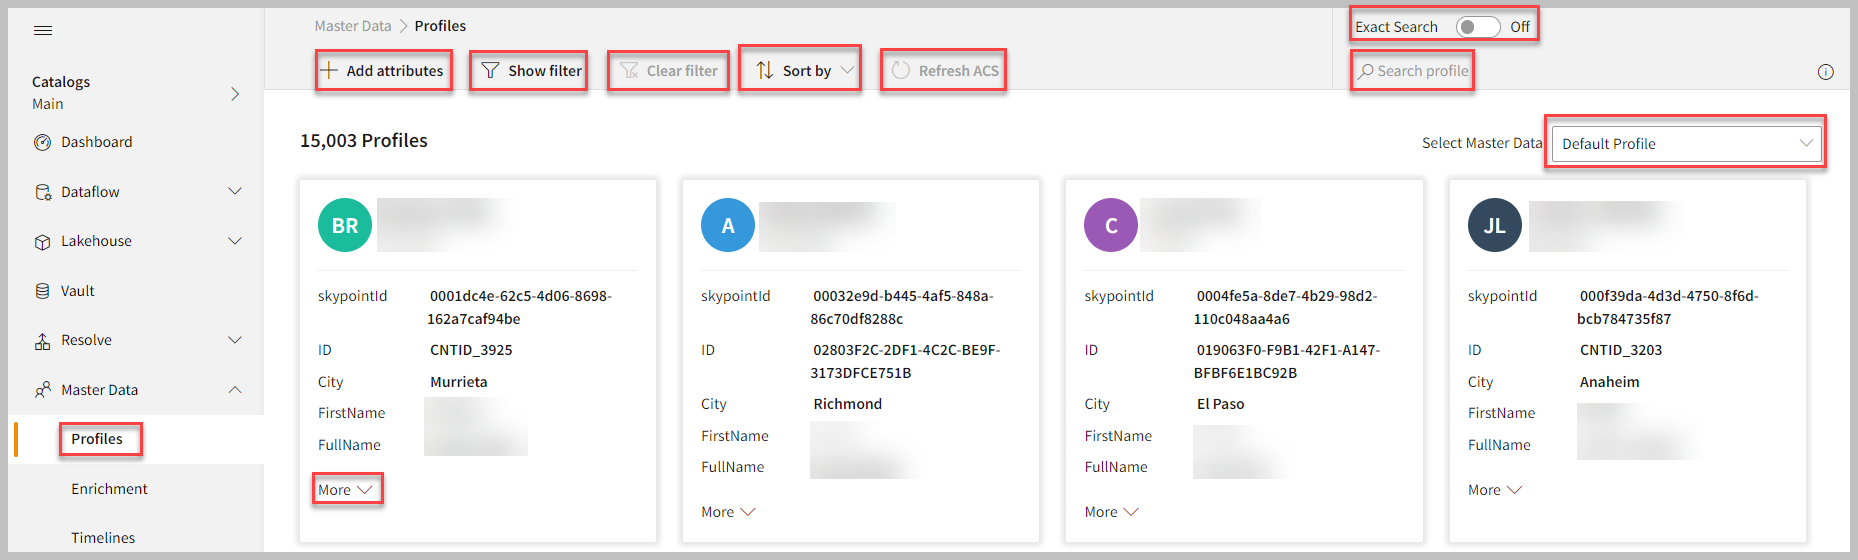 Master Data > Profiles
Exact Search Off
Add attributes Show filter Clear filter Sort by Refresh ACS
Search profile
Catalogs
Main
Dashboard
Dataflow
Lakehouse
Vault
Resolve
Master Data
Profiles
Enrichment
Timelines
15,003 Profiles
Select Master Data Default Profile
BR
skypointId 0001dc4e-62c5-4d06-8698-
162a7caf94be
ID CNTID_3925
City Murrieta
FirstName
FullName
More
A
skypointId 00032e9d-b445-4af5-848a-
86c70df8288c
ID 02803F2C-2DF1-4C2C-BE9F-
3173DFCE751B
City Richmond
FirstName
FullName
More
C
skypointId 0004fe5a-8de7-4b29-98d2-
110c048aa4a6
ID 019063F0-F9B1-42F1-A147-
BFBF6E1BC92B
City El Paso
FirstName
FullName
More
JL
skypointId 000f39da-4d3d-4750-8f6d-
bcb784735f87
ID CNTID_3203
City Anaheim
FirstName
FullName
More